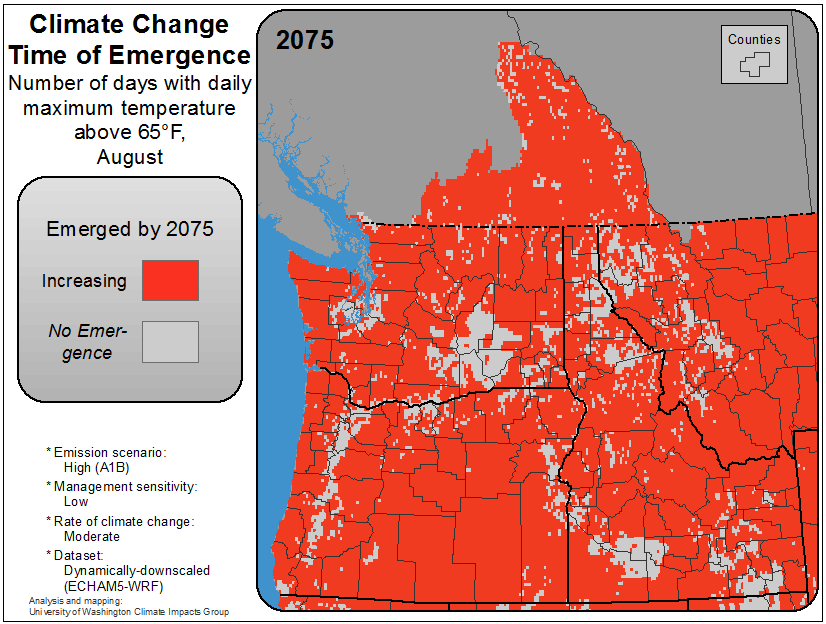 Climate Change
Time of Emergence
Number of days with daily
maximum temperature
above 65°F,
August
Emerged by 2075
Increasing
No Emer-
gence
* Emission scenario:
High (A1B)
* Management sensitivity:
Low
* Rate of climate change:
Moderate
* Dataset:
Dynamically-downscaled
(ECHAM5-WRF)
Analysis and mapping:
University of Washington Climate Impacts Group
2075
Counties